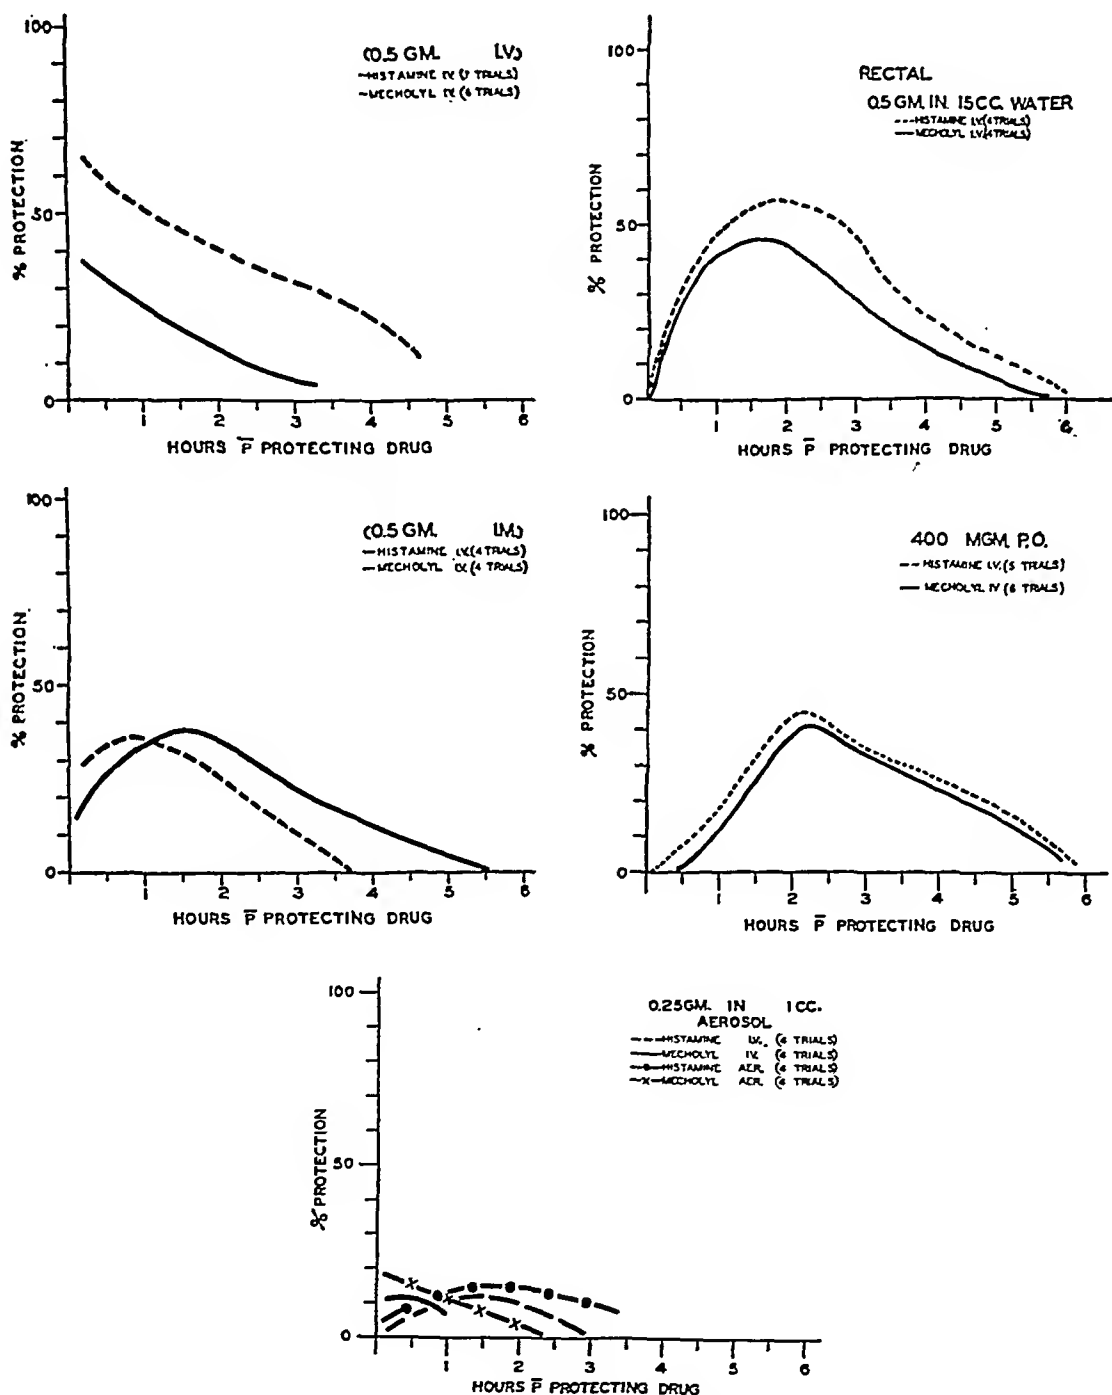 100
50
0
% PROTECTION
(0.5 GM. I.V.)
HISTAMINE I.V. (7 TRIALS)
MECHOLYL I.V. (6 TRIALS)
1 2 3 4 5 6
HOURS P̄ PROTECTING DRUG
100
50
0
% PROTECTION
RECTAL
0.5 GM. IN. 15CC. WATER
HISTAMINE I.V. (4 TRIALS)
MECHOLYL I.V. (4 TRIALS)
1 2 3 4 5 6
HOURS P̄ PROTECTING DRUG
100
50
0
% PROTECTION
(0.5 GM. I.M.)
HISTAMINE I.V. (4 TRIALS)
MECHOLYL I.V. (4 TRIALS)
1 2 3 4 5 6
HOURS P̄ PROTECTING DRUG
100
50
0
% PROTECTION
400 MGM. P.O.
HISTAMINE I.V. (5 TRIALS)
MECHOLYL IV (6 TRIALS)
1 2 3 4 5 6
HOURS P̄ PROTECTING DRUG
100
50
0
% PROTECTION
0.25GM. IN 1CC.
AEROSOL
HISTAMINE I.V. (4 TRIALS)
MECHOLYL IV. (4 TRIALS)
HISTAMINE AER. (4 TRIALS)
MECHOLYL AER. (4 TRIALS)
1 2 3 4 5 6
HOURS P̄ PROTECTING DRUG